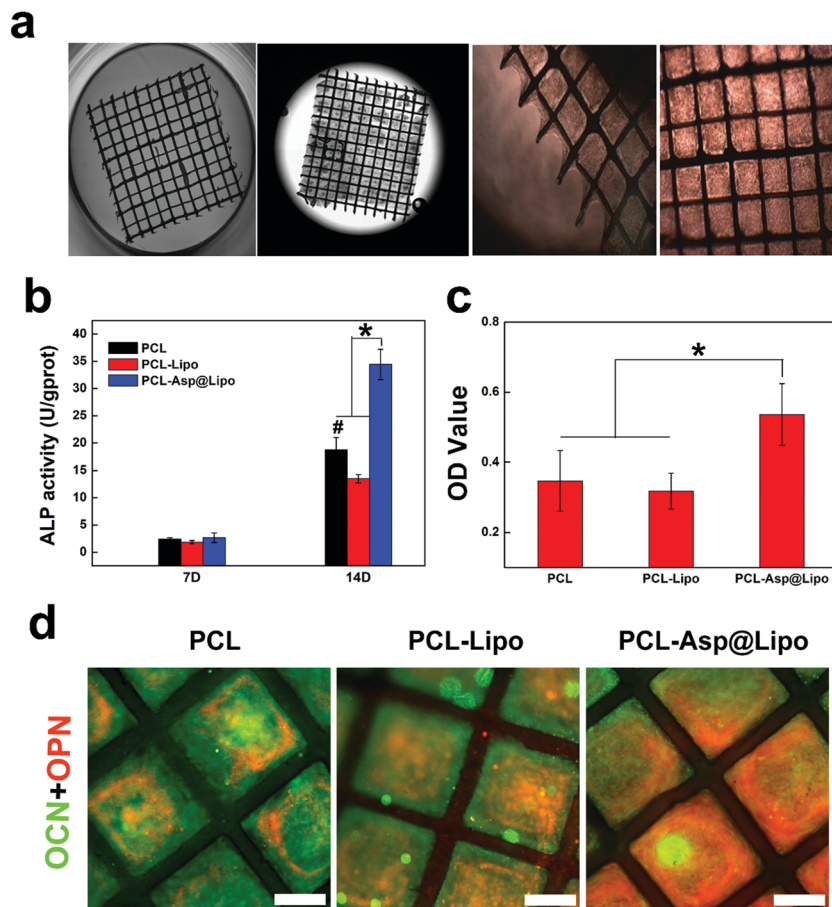 a
b
ALP activity (U/gprot)
40
35
30
25
20
15
10
5
0
PCL
PCL-Lipo
PCL-Asp@Lipo
*
#
7D
14D
c
OD Value
0.8
0.6
0.4
0.2
*
PCL
PCL-Lipo
PCL-Asp@Lipo
d
PCL
PCL-Lipo
PCL-Asp@Lipo
OCN+OPN